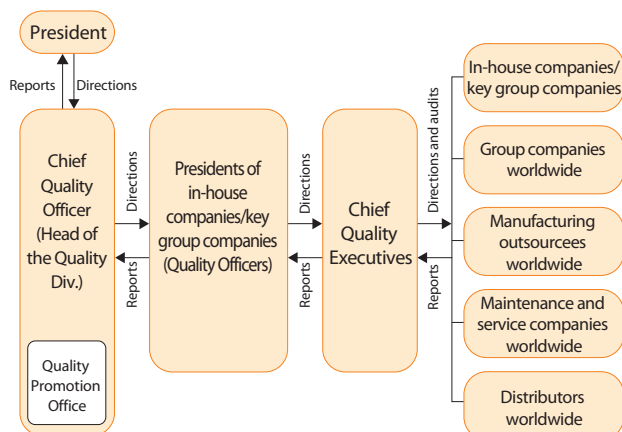 President
Reports
Directions
Chief
Quality
Officer
(Head of
the Quality
Div.)
Quality
Promotion
Office
Directions
Reports
Presidents of
in-house
companies/key
group companies
(Quality Officers)
Directions
Reports
Chief
Quality
Executives
Directions and audits
Reports
In-house companies/
key group companies
Group companies
worldwide
Manufacturing
outsourcees
worldwide
Maintenance and
service companies
worldwide
Distributors
worldwide